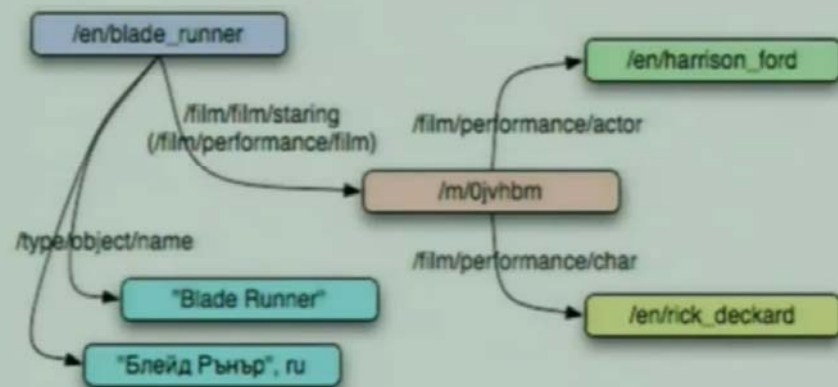 /en/blade_runner
/en/harrison_ford
/film/film/staring
(/film/performance/film)
/film/performance/actor
/m/0jvhbm
/type/object/name
/film/performance/char
"Blade Runner"
/en/rick_deckard
"Блейд Рънър", ru